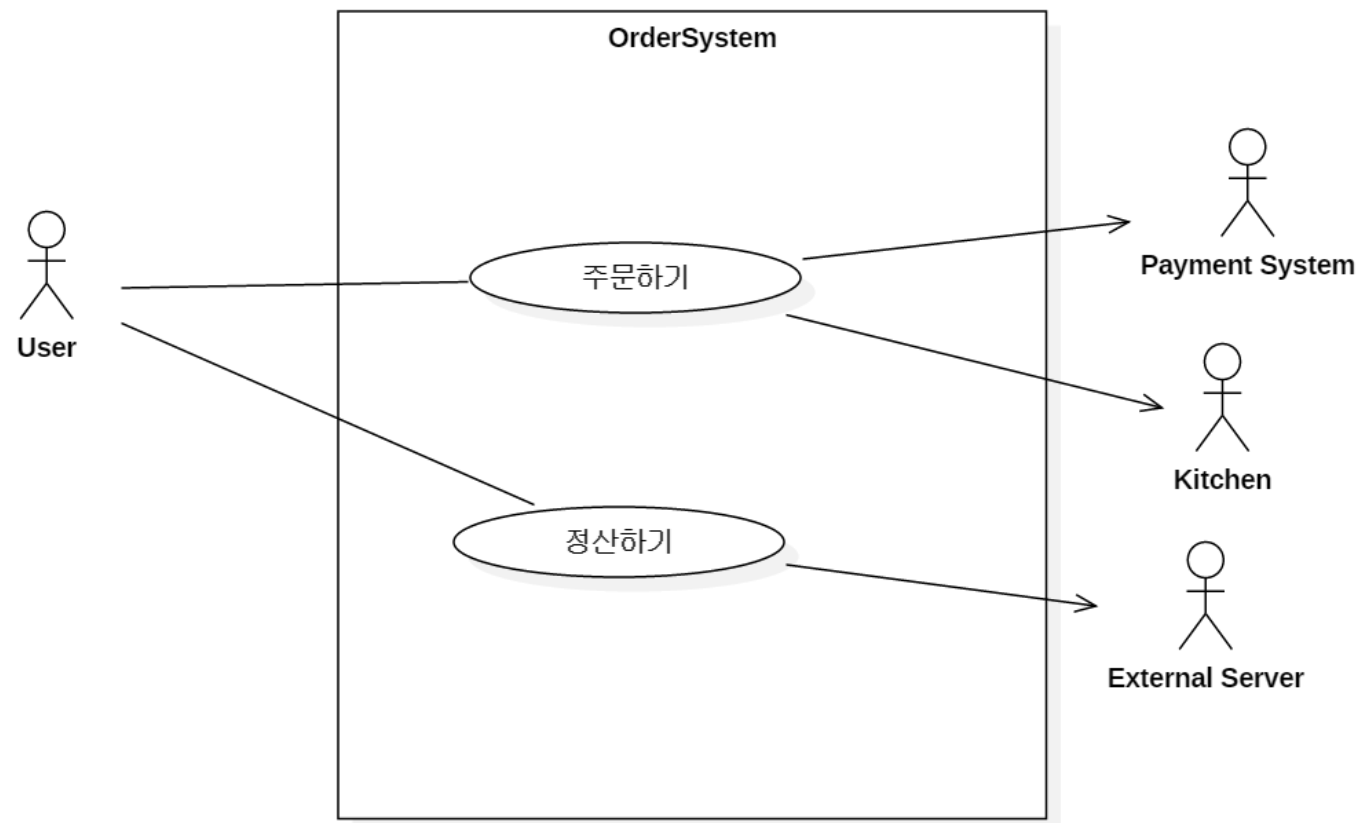 OrderSystem
주문하기
Payment System
User
Kitchen
정산하기
External Server